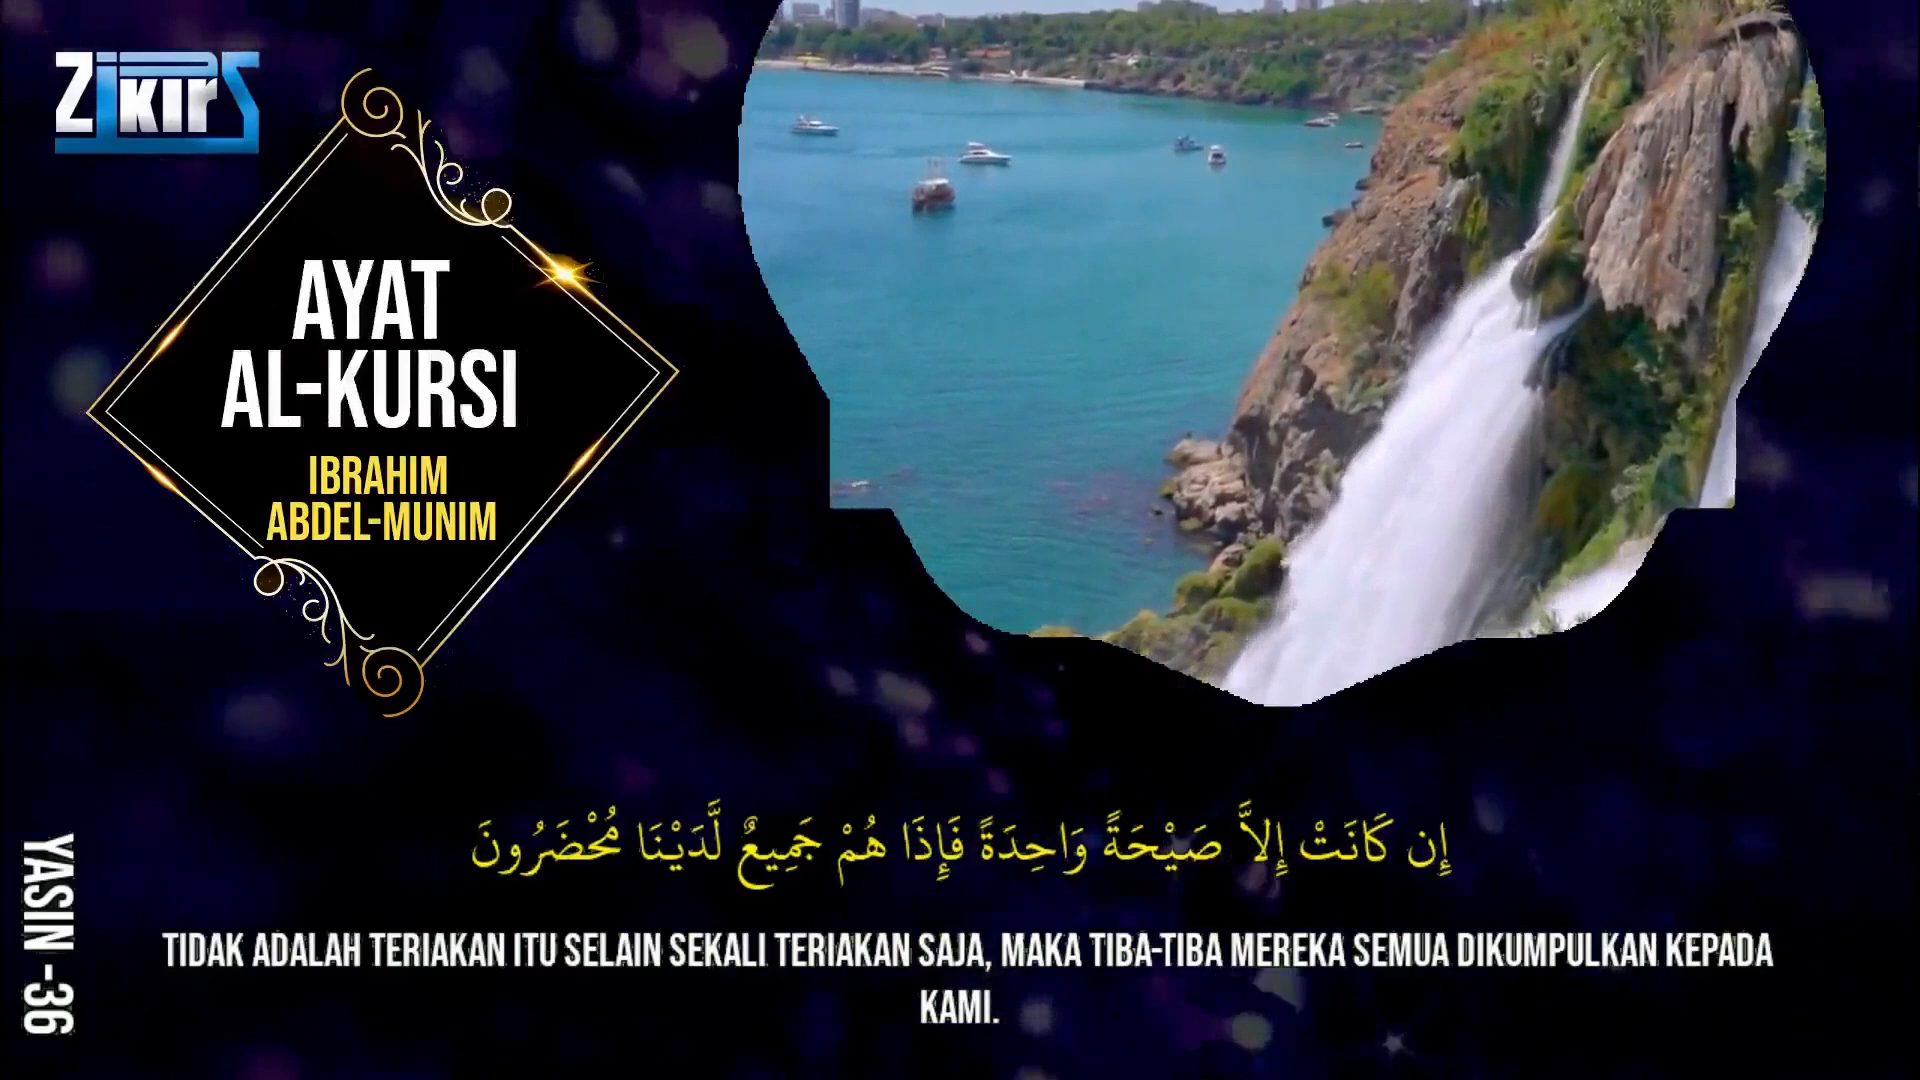 ZikirS
AYAT
AL-KURSI
IBRAHIM
ABDEL-MUNIM
إِن كَانَتْ إِلاَّ صَيْحَةً وَاحِدَةً فَإِذَا هُمْ جَمِيعٌ لَّدَيْنَا مُحْضَرُونَ
TIDAK ADALAH TERIAKAN ITU SELAIN SEKALI TERIAKAN SAJA, MAKA TIBA-TIBA MEREKA SEMUA DIKUMPULKAN KEPADA
KAMI.
YASIN -36